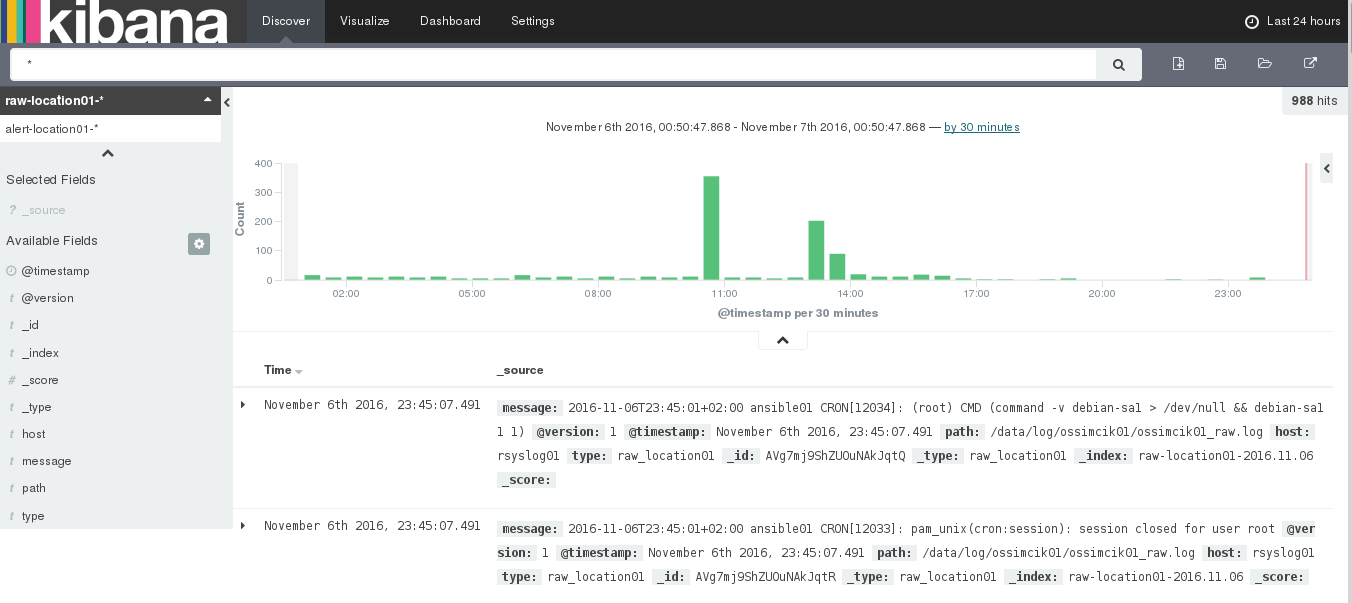 kibana Discover Visualize Dashboard Settings Last 24 hours
*
raw-location01-* 988 hits
alert-location01-*
November 6th 2016, 00:50:47.868 - November 7th 2016, 00:50:47.868 — by 30 minutes
Selected Fields
? _source
Available Fields
@timestamp
t @version
t _id
t _index
# _score
t _type
t host
t message
t path
t type
Count
400
300
200
100
0
02:00 05:00 08:00 11:00 14:00 17:00 20:00 23:00
@timestamp per 30 minutes
Time _source
November 6th 2016, 23:45:07.491 message: 2016-11-06T23:45:01+02:00 ansible01 CRON[12034]: (root) CMD (command -v debian-sa1 > /dev/null && debian-sa1
1 1) @version: 1 @timestamp: November 6th 2016, 23:45:07.491 path: /data/log/ossimcik01/ossimcik01_raw.log host:
rsyslog01 type: raw_location01 _id: AVg7mj9ShZUOuNAkJqtQ _type: raw_location01 _index: raw-location01-2016.11.06
_score:
November 6th 2016, 23:45:07.491 message: 2016-11-06T23:45:01+02:00 ansible01 CRON[12033]: pam_unix(cron:session): session closed for user root @ver
sion: 1 @timestamp: November 6th 2016, 23:45:07.491 path: /data/log/ossimcik01/ossimcik01_raw.log host: rsyslog01
type: raw_location01 _id: AVg7mj9ShZUOuNAkJqtR _type: raw_location01 _index: raw-location01-2016.11.06 _score: